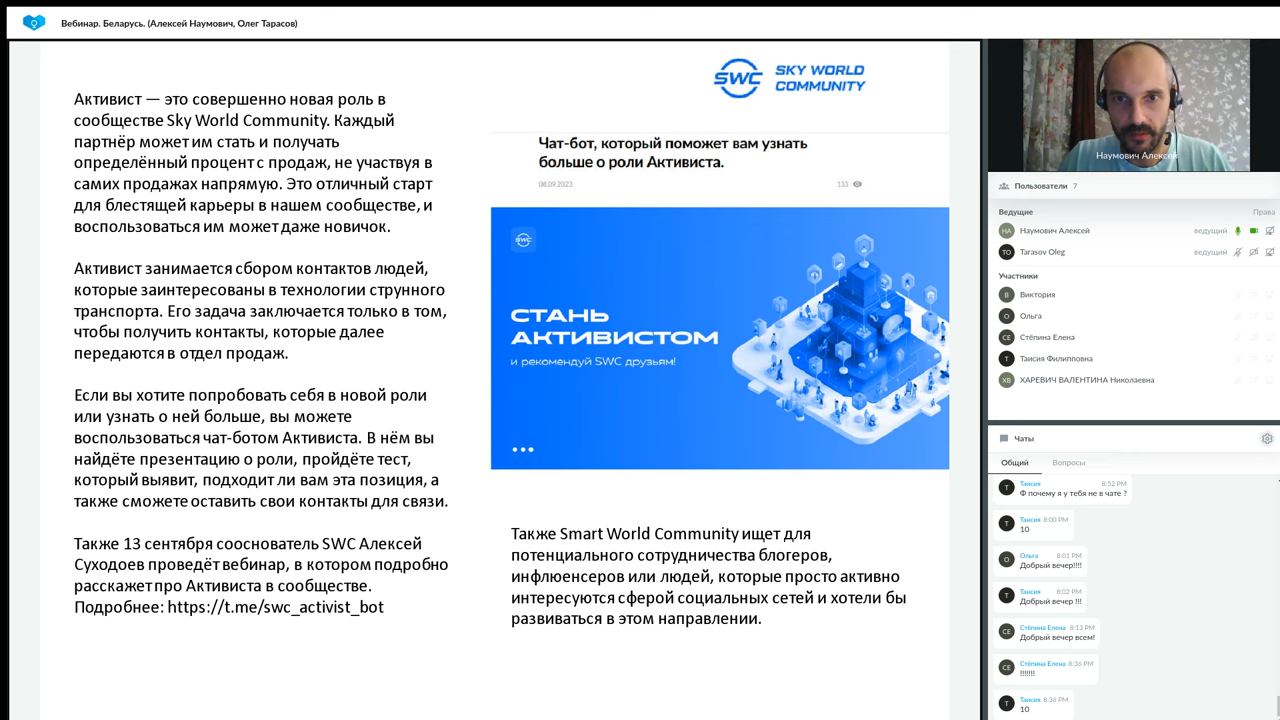 Вебинар. Беларусь. (Алексей Наумович, Олег Тарасов)
Активист — это совершенно новая роль в
сообществе Sky World Community. Каждый
партнёр может им стать и получать
определённый процент с продаж, не участвуя в
самих продажах напрямую. Это отличный старт
для блестящей карьеры в нашем сообществе, и
воспользоваться им может даже новичок.
Активист занимается сбором контактов людей,
которые заинтересованы в технологии струнного
транспорта. Его задача заключается только в том,
чтобы получить контакты, которые далее
передаются в отдел продаж.
Если вы хотите попробовать себя в новой роли
или узнать о ней больше, вы можете
воспользоваться чат-ботом Активиста. В нём вы
найдёте презентацию о роли, пройдёте тест,
который выявит, подходит ли вам эта позиция, а
также сможете оставить свои контакты для связи.
Также 13 сентября сооснователь SWC Алексей
Суходоев проведёт вебинар, в котором подробно
расскажет про Активиста в сообществе.
Подробнее: https://t.me/swc_activist_bot
SWC SKY WORLD
COMMUNITY
Чат-бот, который поможет вам узнать
больше о роли Активиста.
08.09.2023 133
SWC
СТАНЬ
АКТИВИСТОМ
и рекомендуй SWC друзьям!
Также Smart World Community ищет для
потенциального сотрудничества блогеров,
инфлюенсеров или людей, которые просто активно
интересуются сферой социальных сетей и хотели бы
развиваться в этом направлении.
Наумович Алексей
Пользователи 7
Ведущие Права
НА Наумович Алексей ведущий
TO Tarasov Oleg ведущий
Участники
В Виктория
О Ольга
СЕ Стёпина Елена
Т Таисия Филипповна
ХВ ХАРЕВИЧ ВАЛЕНТИНА Николаевна
Чаты
Общий Вопросы
Т Таисия 8:52 PM
Ф почему я у тебя не в чате ?
Т Таисия 8:00 PM
10
О Ольга 8:01 PM
Добрый вечер!!!!
Т Таисия 8:02 PM
Добрый вечер !!!
СЕ Стёпина Елена 8:13 PM
Добрый вечер всем!
СЕ Стёпина Елена 8:36 PM
!!!!!!!
Т Таисия 8:36 PM
10